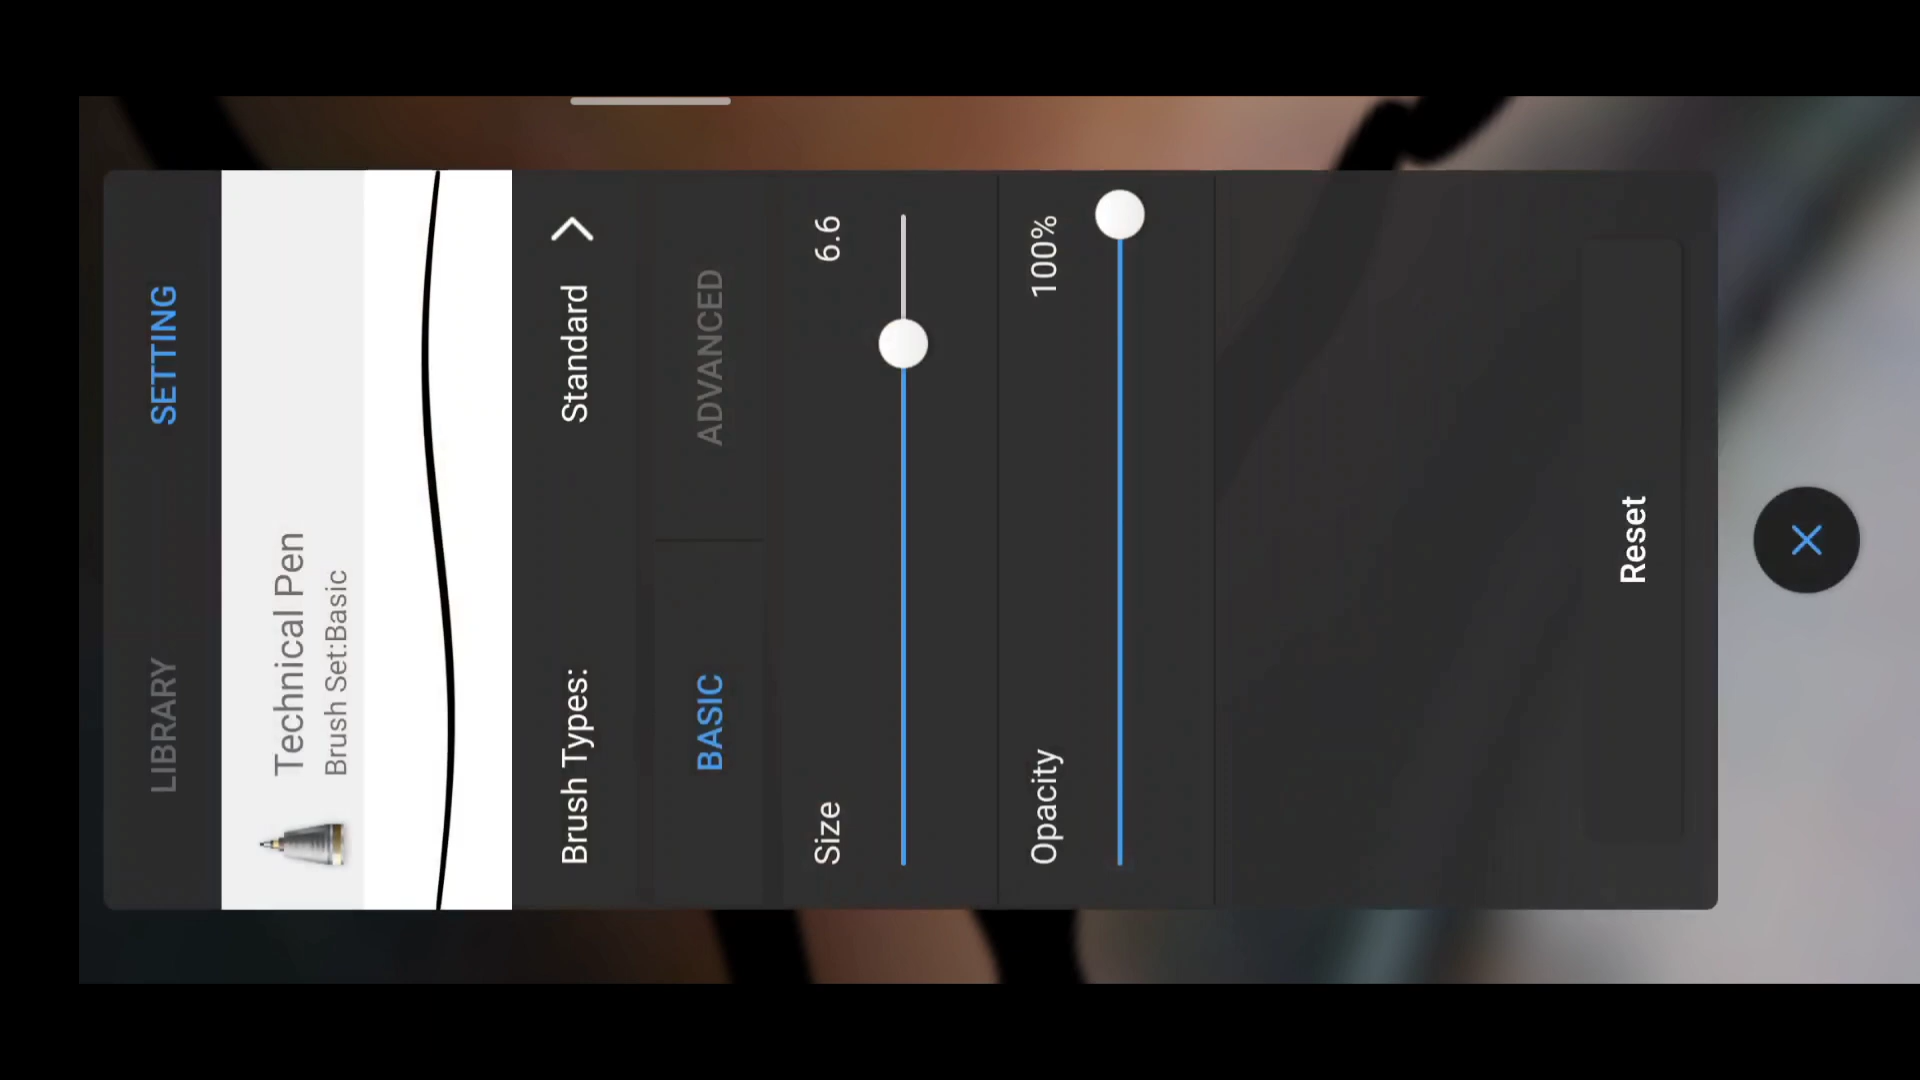 LIBRARY
SETTING
Technical Pen
Brush Set:Basic
Brush Types:
Standard
BASIC
ADVANCED
Size
6.6
Opacity
100%
Reset